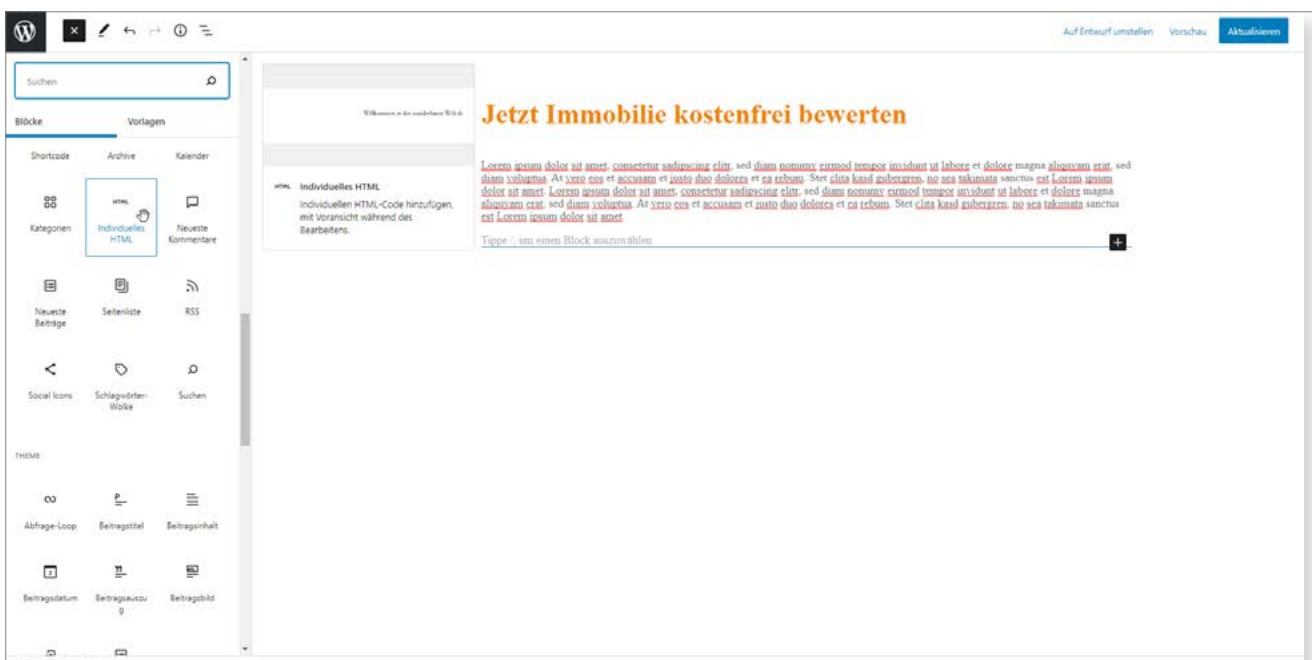 Auf Entwurf umstellen Vorschau Aktualisieren
Suchen
Blöcke Vorlagen
Shortcode Archive Kalender
HTML
Kategorien Individuelles Neueste
HTML Kommentare
Neueste Seitenliste RSS
Beiträge
Social Icons Schlagwörter- Suchen
Wolke
THEME
Abfrage-Loop Beitragstitel Beitragsinhalt
Beitragsdatum Beitragsauszu Beitragsbild
g
Willkommen in der wunderbaren Welt
HTML Individuelles HTML
Individuellen HTML-Code hinzufügen,
mit Voransicht während des
Bearbeitens.
Jetzt Immobilie kostenfrei bewerten
Lorem ipsum dolor sit amet, consetetur sadipscing elitr, sed diam nonumy eirmod tempor invidunt ut labore et dolore magna aliquyam erat, sed
diam voluptua. At vero eos et accusam et justo duo dolores et ea rebum. Stet clita kasd gubergren, no sea takimata sanctus est Lorem ipsum
dolor sit amet. Lorem ipsum dolor sit amet, consetetur sadipscing elitr, sed diam nonumy eirmod tempor invidunt ut labore et dolore magna
aliquyam erat, sed diam voluptua. At vero eos et accusam et justo duo dolores et ea rebum. Stet clita kasd gubergren, no sea takimata sanctus
est Lorem ipsum dolor sit amet.
Tippe /, um einen Block auszuwählen